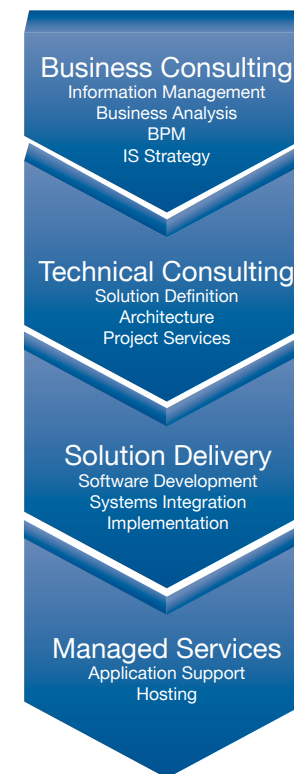 Business Consulting
Information Management
Business Analysis
BPM
IS Strategy
Technical Consulting
Solution Definition
Architecture
Project Services
Solution Delivery
Software Development
Systems Integration
Implementation
Managed Services
Application Support
Hosting